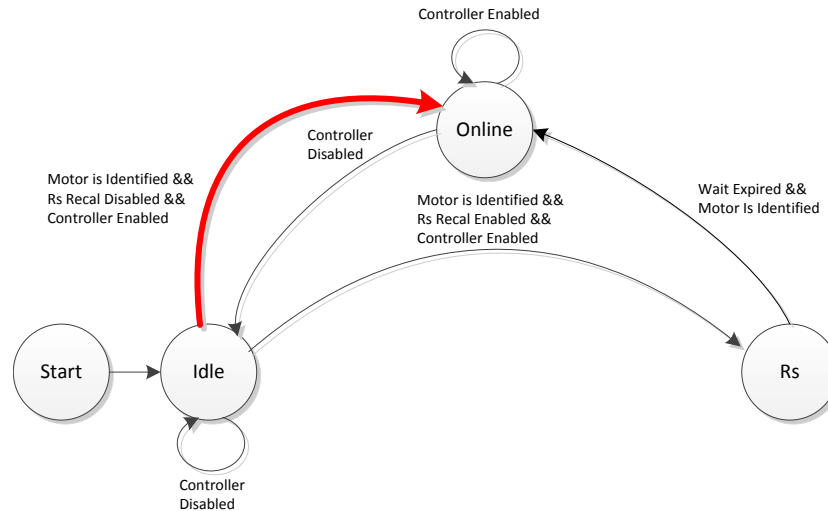 Controller Enabled
Online
Controller
Disabled
Motor is Identified &&
Rs Recal Disabled &&
Controller Enabled
Motor is Identified &&
Rs Recal Enabled &&
Controller Enabled
Wait Expired &&
Motor Is Identified
Start
Idle
Rs
Controller
Disabled